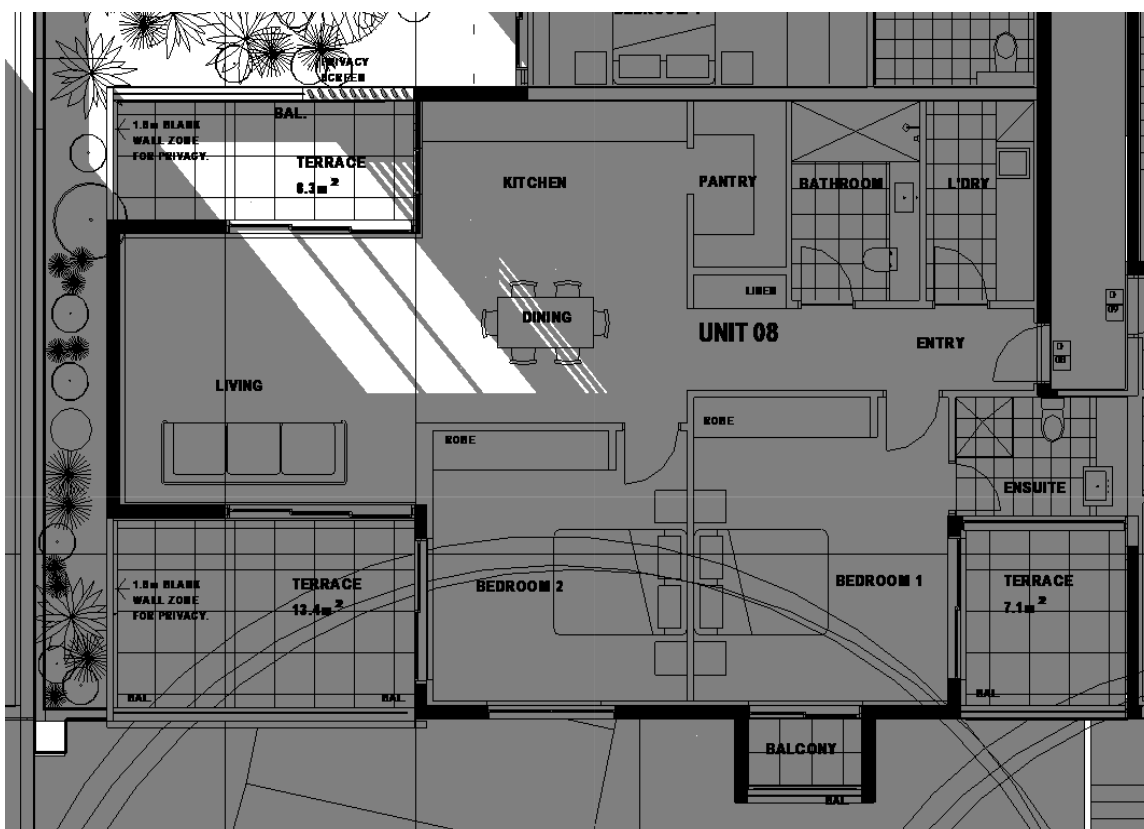 PRIVACY
SCREEN
BAL.
1.8m BLANK
WALL ZONE
FOR PRIVACY.
TERRACE
6.3m²
KITCHEN
PANTRY
BATHROOM
L'DRY
LINEN
DINING
UNIT 08
ENTRY
09
08
LIVING
ROBE
ROBE
ENSUITE
1.8m BLANK
WALL ZONE
FOR PRIVACY.
TERRACE
13.4m²
BEDROOM 2
BEDROOM 1
TERRACE
7.1m²
BAL.
BAL.
BAL.
BALCONY
BAL.